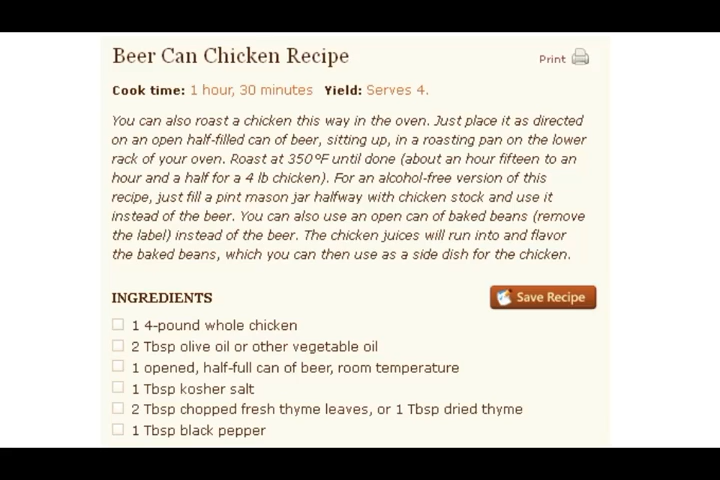 Beer Can Chicken Recipe
Print
Cook time: 1 hour, 30 minutes Yield: Serves 4.
You can also roast a chicken this way in the oven. Just place it as directed
on an open half-filled can of beer, sitting up, in a roasting pan on the lower
rack of your oven. Roast at 350°F until done (about an hour fifteen to an
hour and a half for a 4 lb chicken). For an alcohol-free version of this
recipe, just fill a pint mason jar halfway with chicken stock and use it
instead of the beer. You can also use an open can of baked beans (remove
the label) instead of the beer. The chicken juices will run into and flavor
the baked beans, which you can then use as a side dish for the chicken.
INGREDIENTS
Save Recipe
1 4-pound whole chicken
2 Tbsp olive oil or other vegetable oil
1 opened, half-full can of beer, room temperature
1 Tbsp kosher salt
2 Tbsp chopped fresh thyme leaves, or 1 Tbsp dried thyme
1 Tbsp black pepper